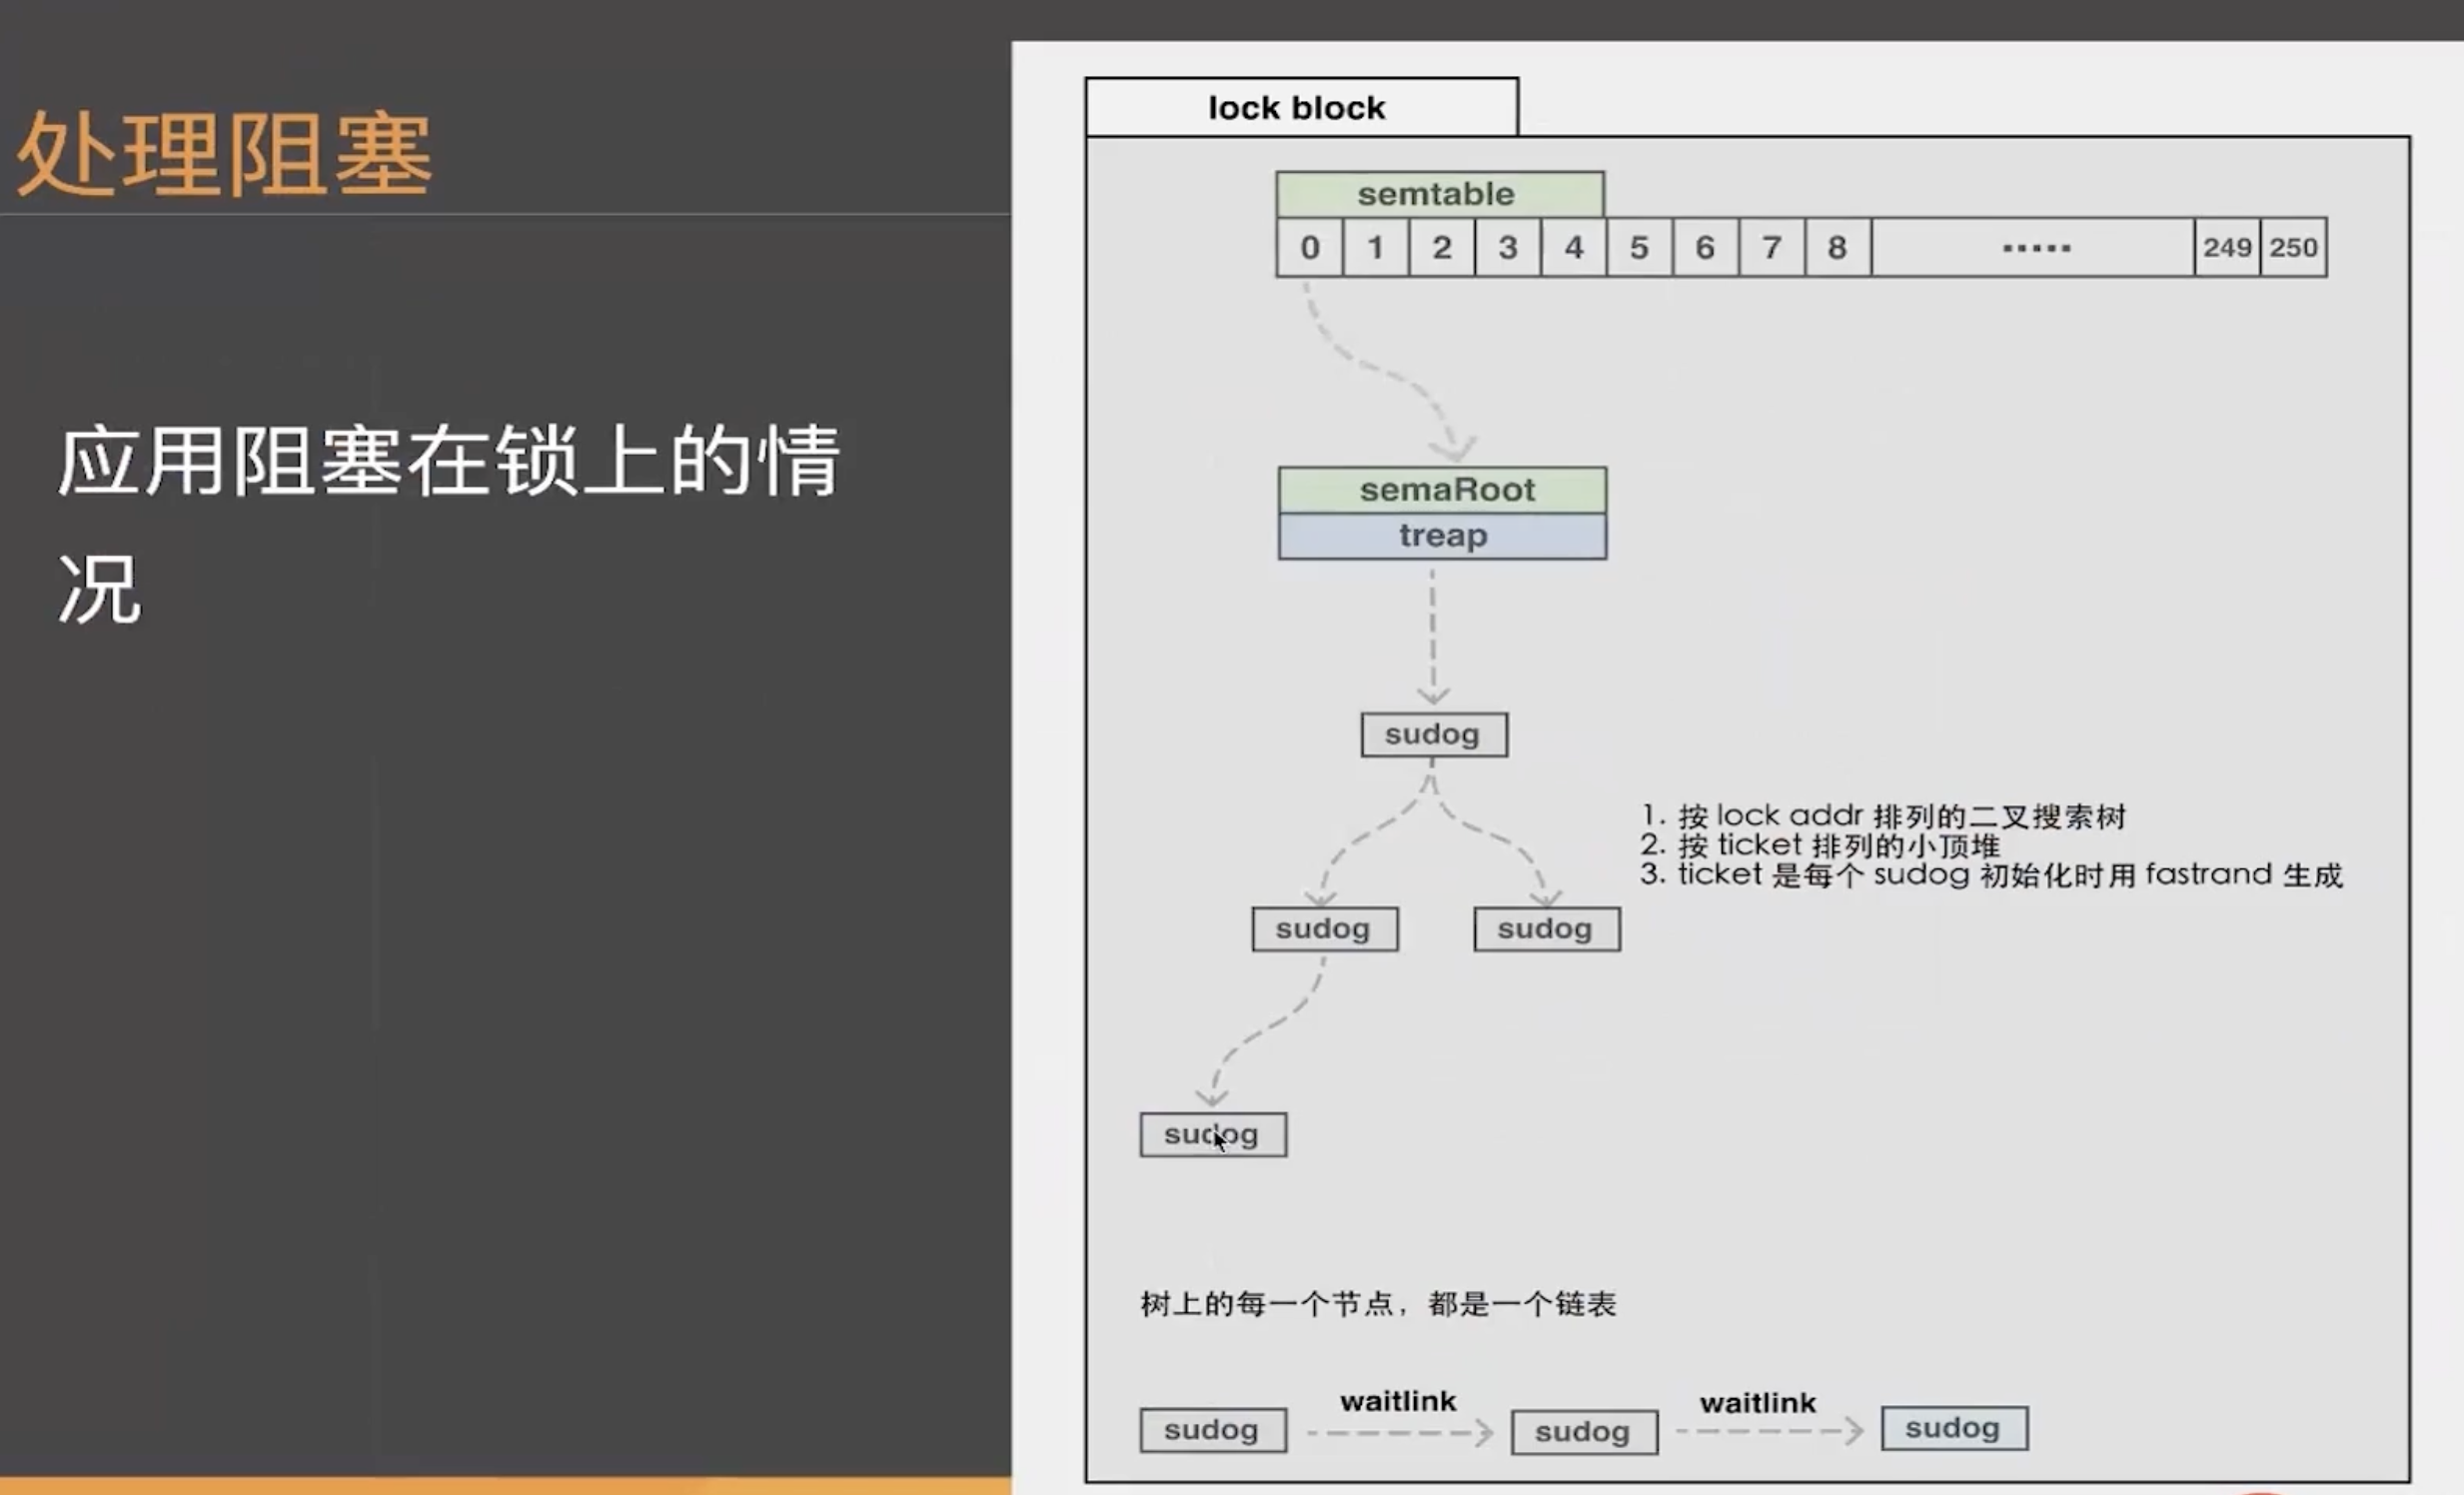 处理阻塞
应用阻塞在锁上的情
况
lock block
semtable
0 1 2 3 4 5 6 7 8 ..... 249 250
semaRoot
treap
sudog
1. 按 lock addr 排列的二叉搜索树
2. 按 ticket 排列的小顶堆
3. ticket 是每个 sudog 初始化时用 fastrand 生成
sudog sudog
sudog
树上的每一个节点，都是一个链表
waitlink waitlink
sudog sudog sudog